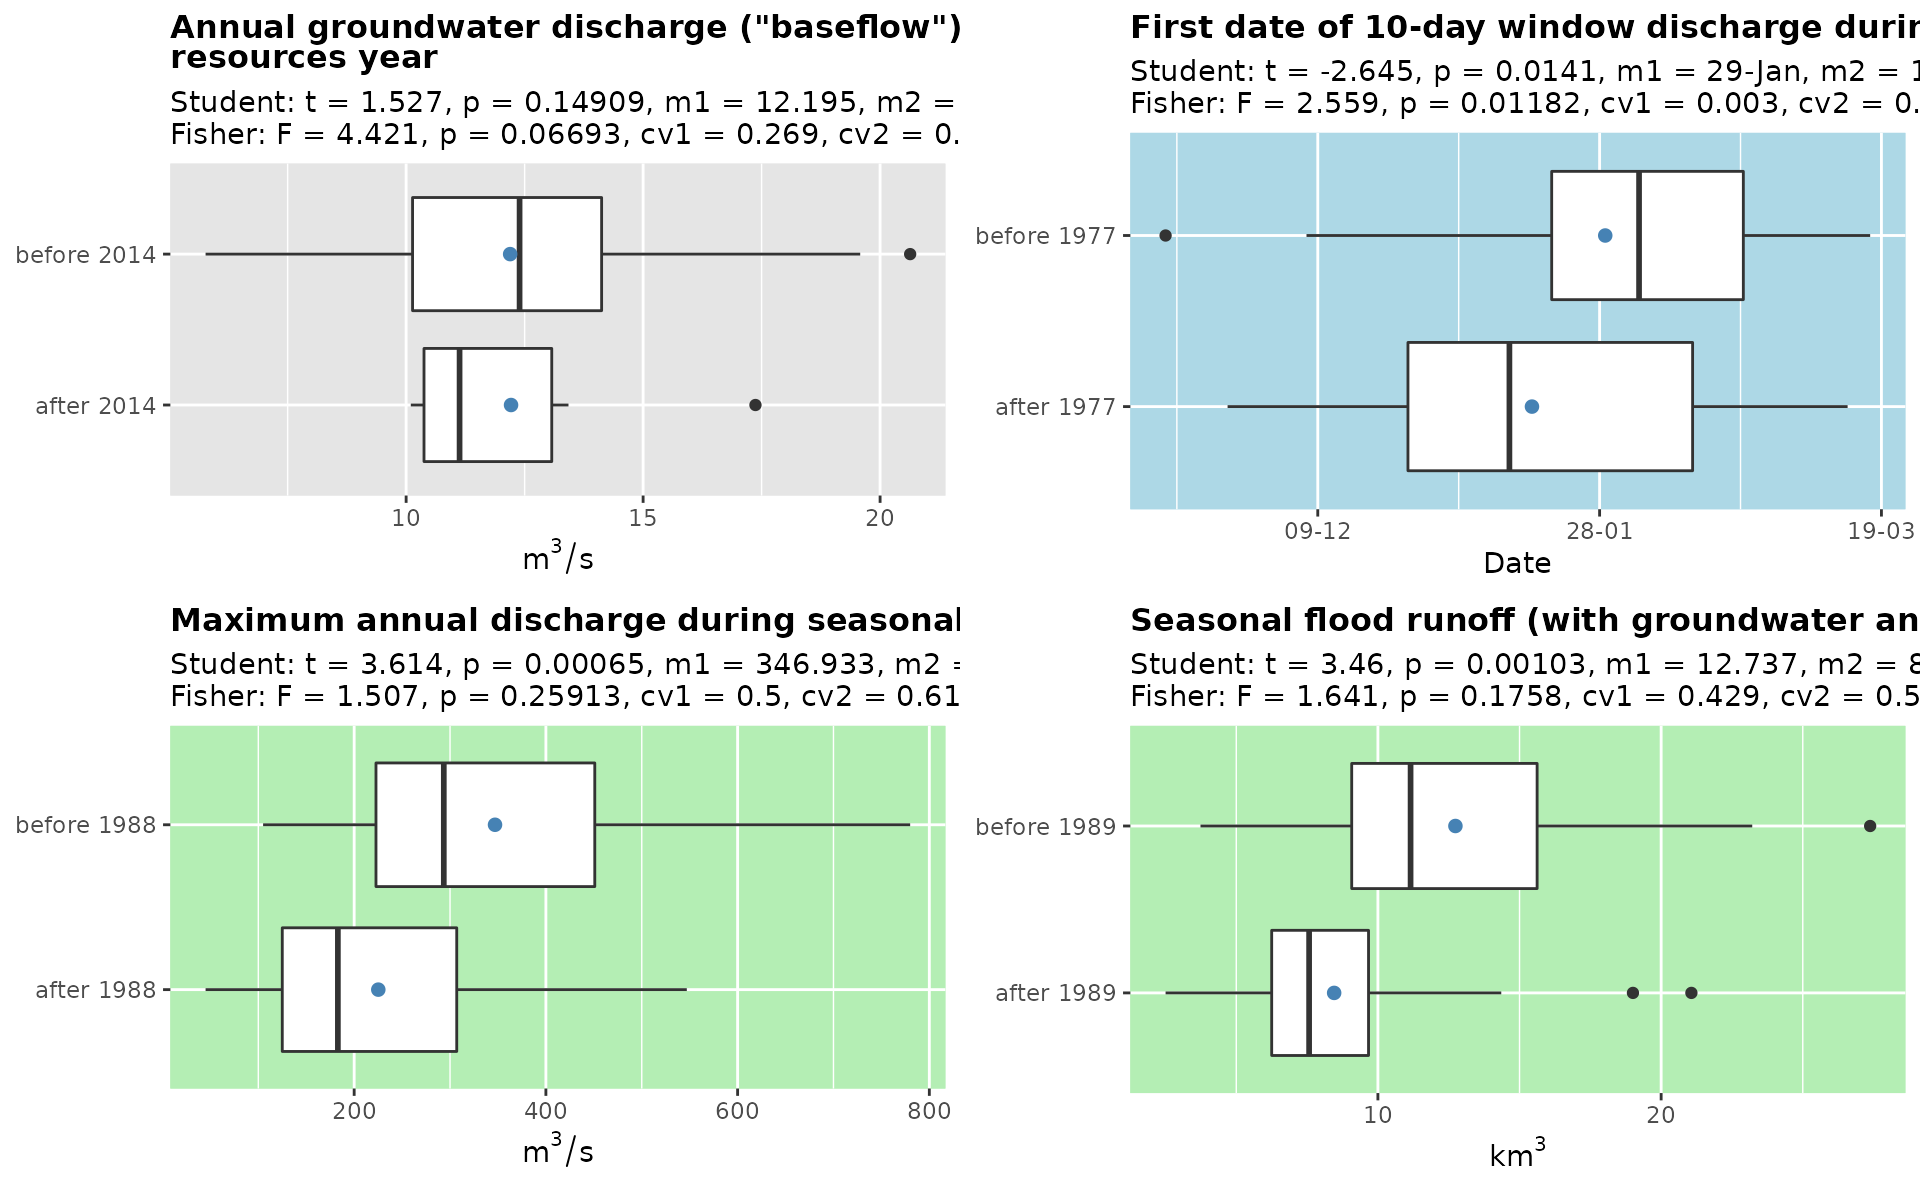 Annual groundwater discharge ("baseflow")
resources year
Student: t = 1.527, p = 0.14909, m1 = 12.195, m2 =
Fisher: F = 4.421, p = 0.06693, cv1 = 0.269, cv2 = 0.
before 2014
after 2014
10 15 20
m³/s
First date of 10-day window discharge
Student: t = -2.645, p = 0.0141, m1 = 29-Jan, m2 = 1
Fisher: F = 2.559, p = 0.01182, cv1 = 0.003, cv2 = 0.
before 1977
after 1977
09-12 28-01 19-03
Date
Maximum annual discharge during seasonal
Student: t = 3.614, p = 0.00065, m1 = 346.933, m2 =
Fisher: F = 1.507, p = 0.25913, cv1 = 0.5, cv2 = 0.61
before 1988
after 1988
200 400 600 800
m³/s
Seasonal flood runoff (with groundwater an
Student: t = 3.46, p = 0.00103, m1 = 12.737, m2 = 8
Fisher: F = 1.641, p = 0.1758, cv1 = 0.429, cv2 = 0.5
before 1989
after 1989
10 20
km³